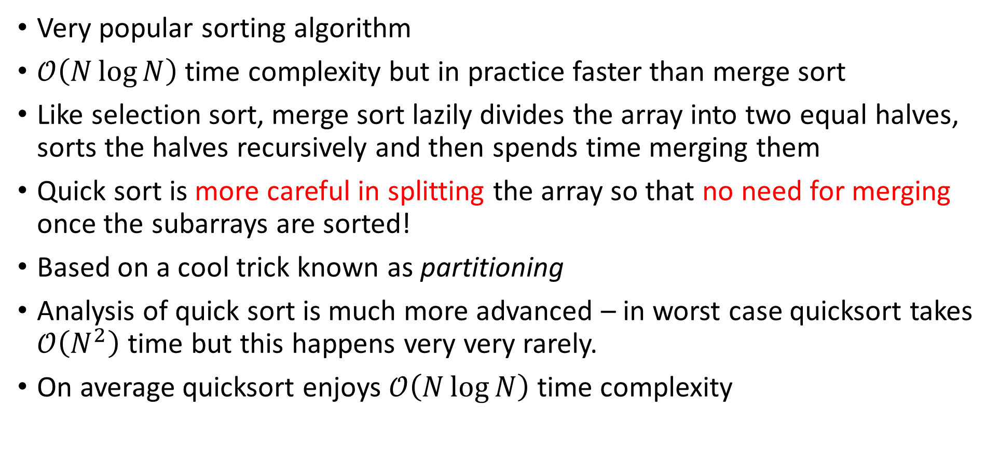 • Very popular sorting algorithm
• 𝒪(N log N) time complexity but in practice faster than merge sort
• Like selection sort, merge sort lazily divides the array into two equal halves,
sorts the halves recursively and then spends time merging them
• Quick sort is more careful in splitting the array so that no need for merging
once the subarrays are sorted!
• Based on a cool trick known as partitioning
• Analysis of quick sort is much more advanced – in worst case quicksort takes
𝒪(N²) time but this happens very very rarely.
• On average quicksort enjoys 𝒪(N log N) time complexity